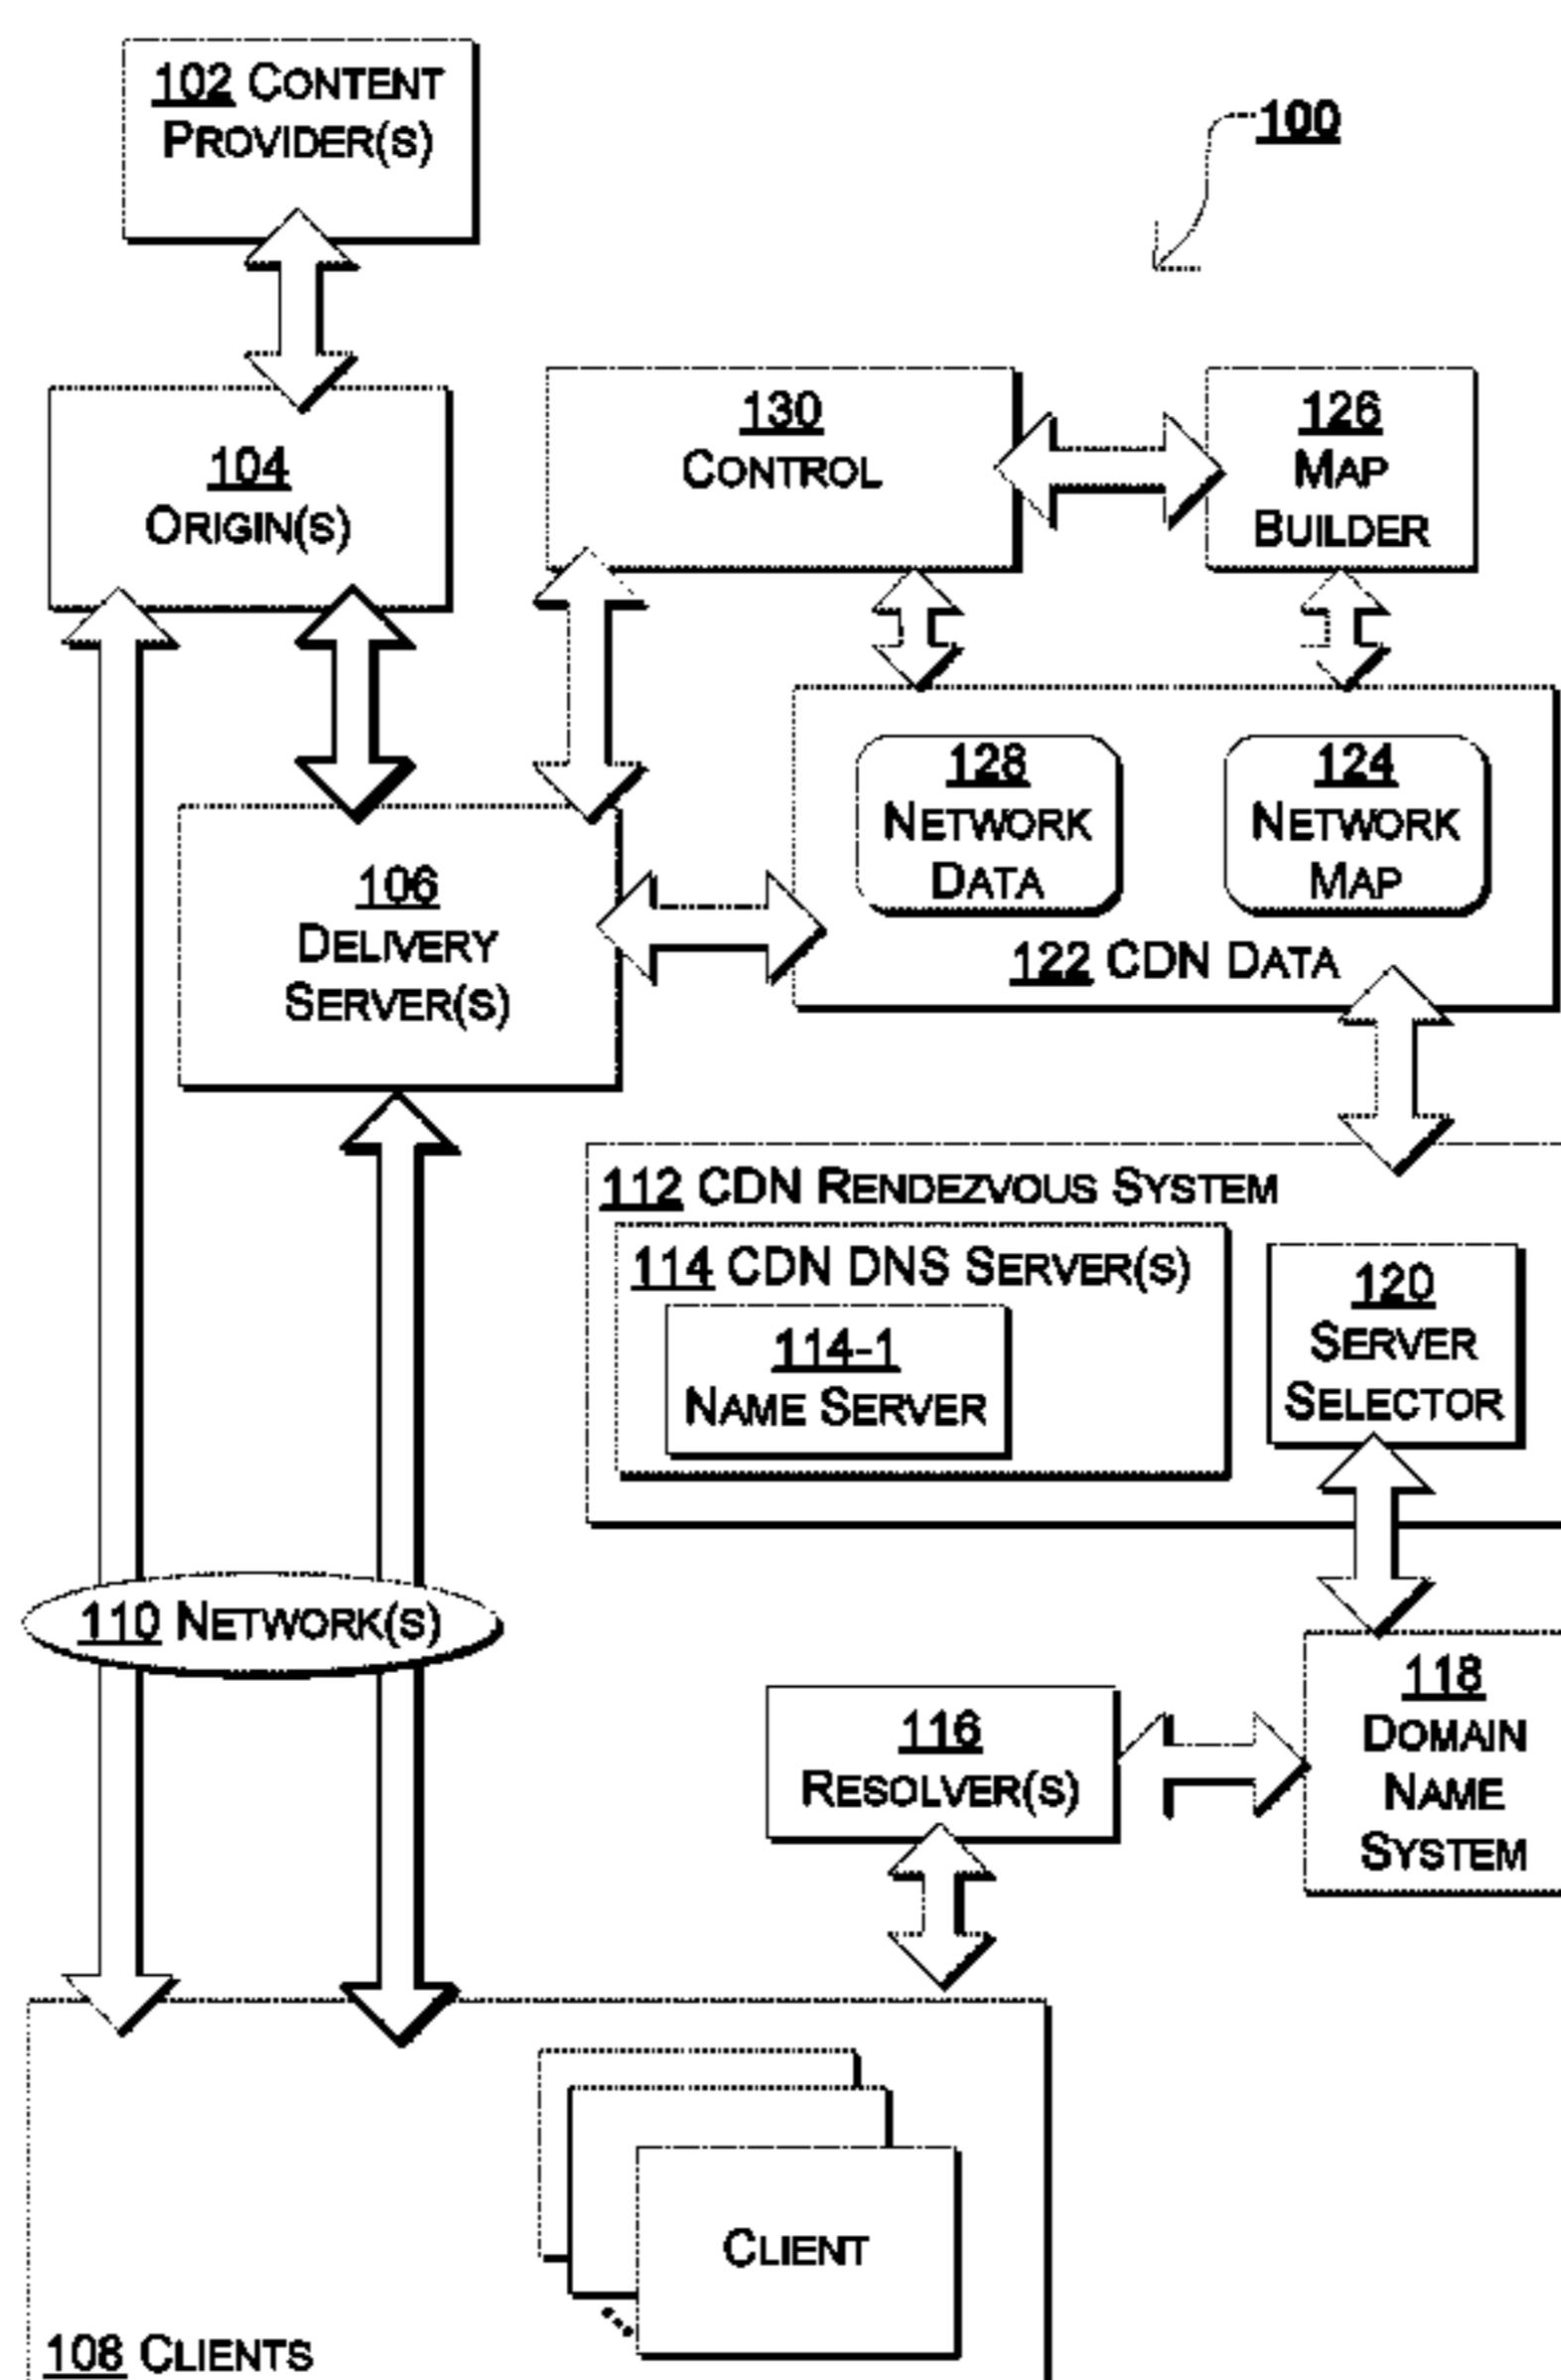 102 CONTENT
PROVIDER(S)
100
104
ORIGIN(S)
130
CONTROL
126
MAP
BUILDER
128
NETWORK
DATA
124
NETWORK
MAP
122 CDN DATA
106
DELIVERY
SERVER(S)
112 CDN RENDEZVOUS SYSTEM
114 CDN DNS SERVER(S)
114-1
NAME SERVER
120
SERVER
SELECTOR
110 NETWORK(S)
116
RESOLVER(S)
118
DOMAIN
NAME
SYSTEM
CLIENT
108 CLIENTS